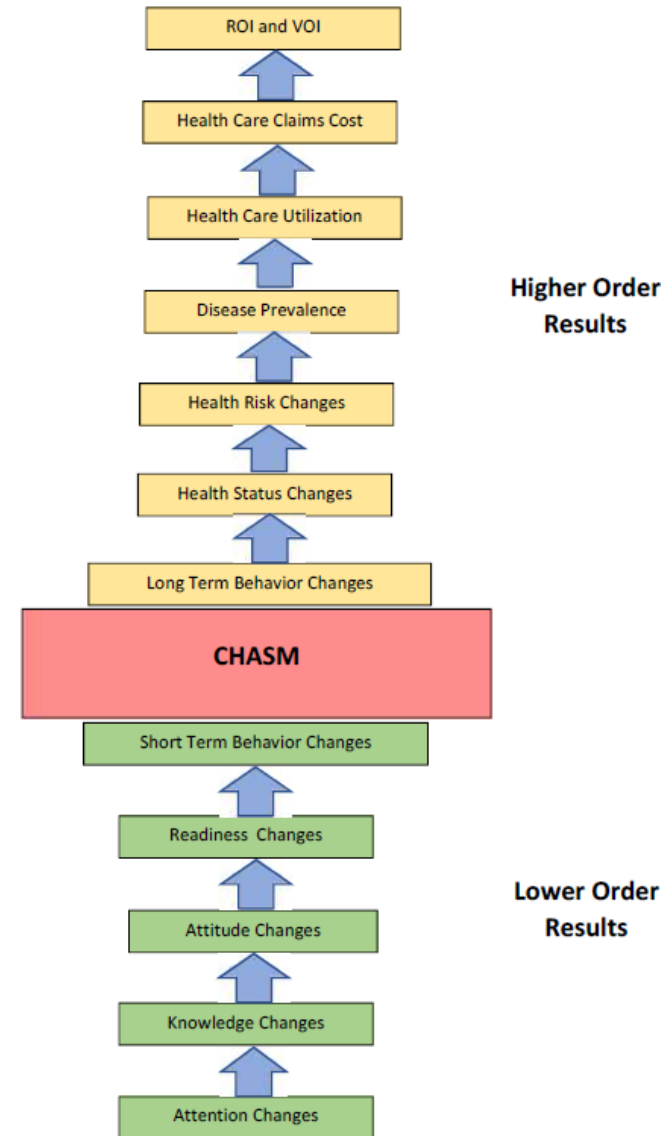 ROI and VOI
Health Care Claims Cost
Health Care Utilization
Disease Prevalence
Higher Order
Results
Health Risk Changes
Health Status Changes
Long Term Behavior Changes
CHASM
Short Term Behavior Changes
Readiness Changes
Attitude Changes
Lower Order
Results
Knowledge Changes
Attention Changes